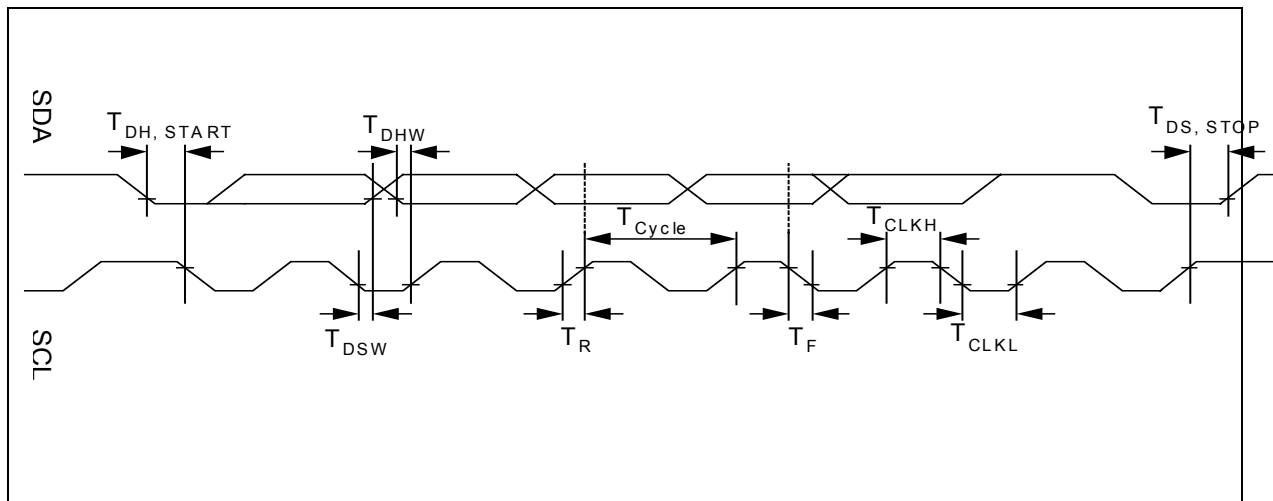 SDA
T DH, START
T DHW
T DS, STOP
T Cycle
T CLKH
T DSW
T R
T F
T CLKL
SCL